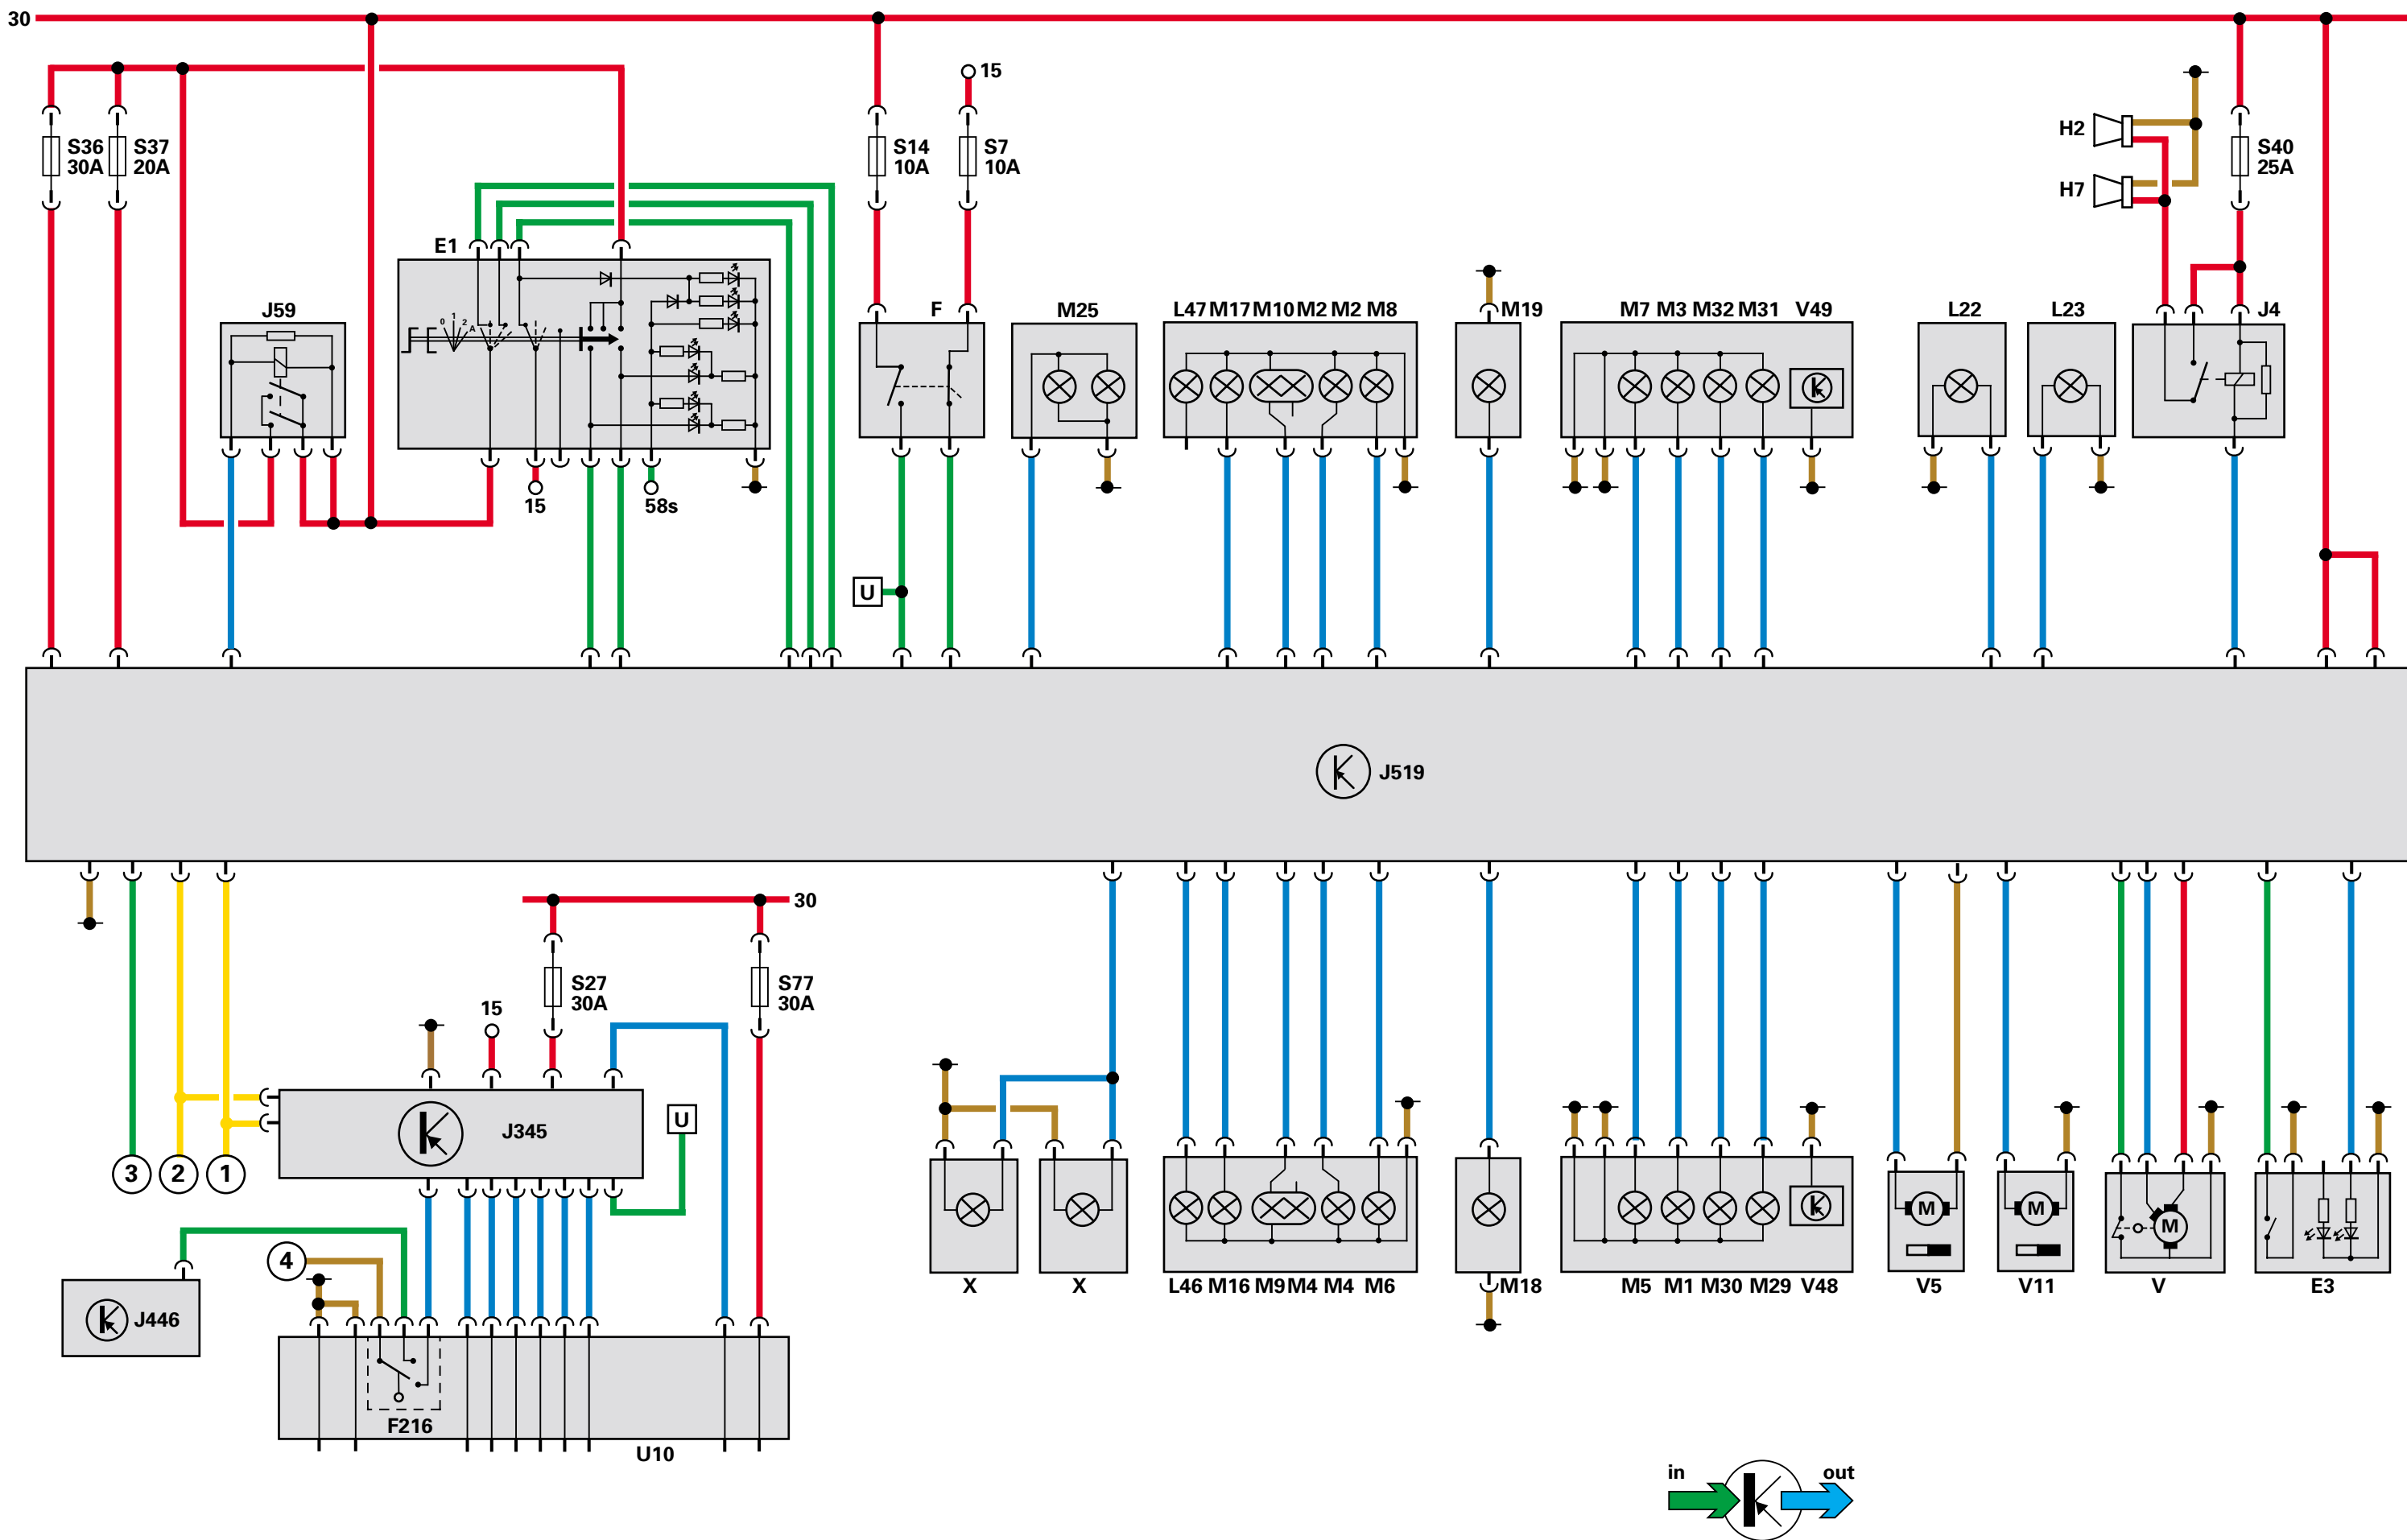 30
15
S36
30A
S37
20A
S14
10A
S7
10A
H2
H7
S40
25A
E1
J59
0 1 2 A
F
M25
L47 M17 M10 M2 M2 M8
M19
M7 M3 M32 M31 V49
L22
L23
J4
15
58s
U
J519
30
S27
30A
S77
30A
15
J345
U
3
2
1
4
J446
F216
U10
X
X
L46 M16 M9 M4 M4 M6
M18
M5 M1 M30 M29 V48
M
V5
M
V11
M
V
E3
in
out